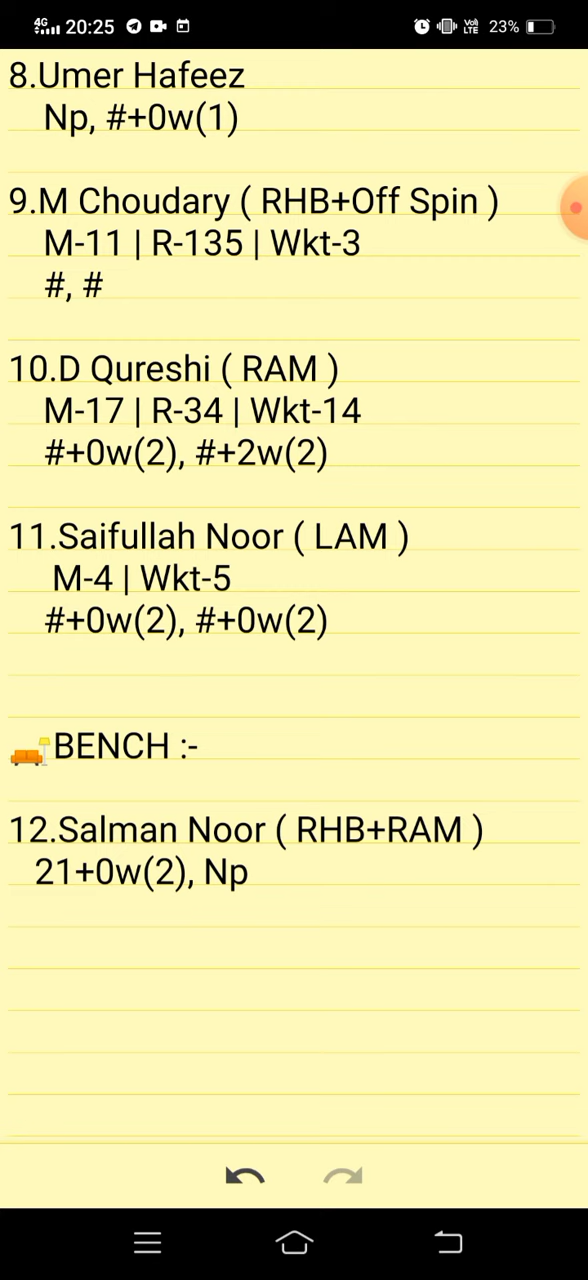 4G 20:25 Vol) LTE 23%
8.Umer Hafeez
Np, #+0w(1)
9.M Choudary ( RHB+Off Spin )
M-11 | R-135 | Wkt-3
#, #
10.D Qureshi ( RAM )
M-17 | R-34 | Wkt-14
#+0w(2), #+2w(2)
11.Saifullah Noor ( LAM )
M-4 | Wkt-5
#+0w(2), #+0w(2)
🛋️BENCH :-
12.Salman Noor ( RHB+RAM )
21+0w(2), Np